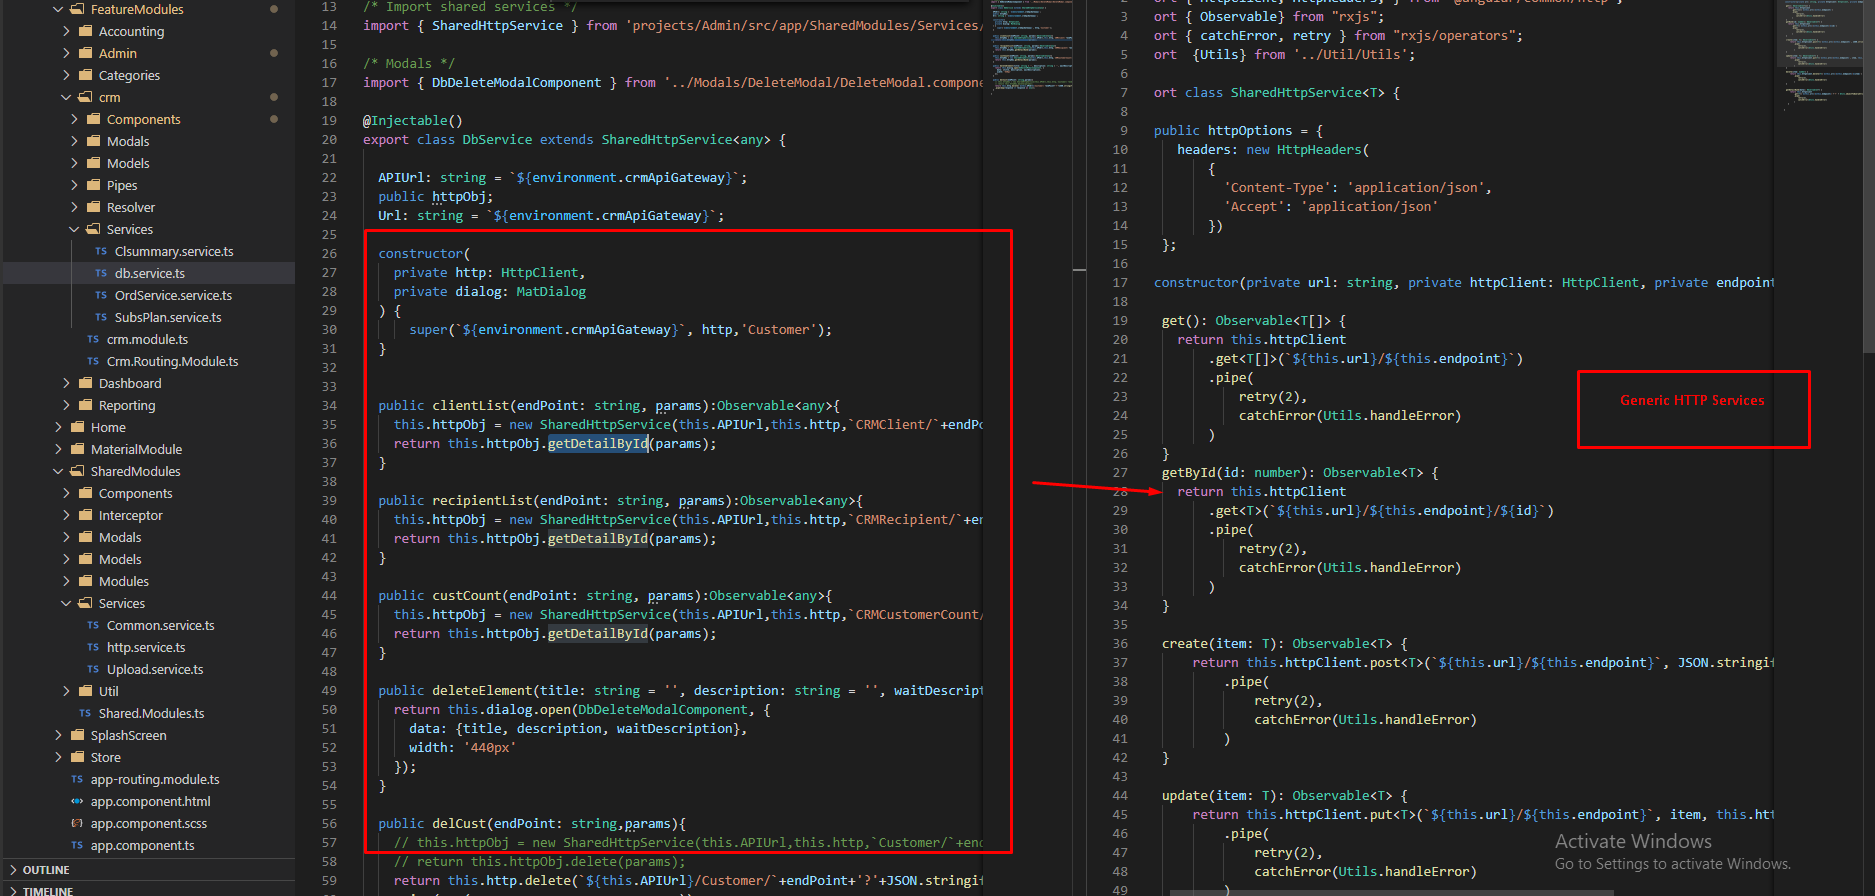 FeatureModules
Accounting
Admin
Categories
crm
Components
Modals
Models
Pipes
Resolver
Services
TS Clsummary.service.ts
TS db.service.ts
TS OrdService.service.ts
TS SubsPlan.service.ts
TS crm.module.ts
TS Crm.Routing.Module.ts
Dashboard
Reporting
Home
MaterialModule
SharedModules
Components
Interceptor
Modals
Models
Modules
Services
TS Common.service.ts
TS http.service.ts
TS Upload.service.ts
Util
TS Shared.Modules.ts
SplashScreen
Store
TS app-routing.module.ts
app.component.html
app.component.scss
TS app.component.ts
OUTLINE
TIMELINE
13 /* Import shared services */
14 import { SharedHttpService } from 'projects/Admin/src/app/SharedModules/Services/
15
16 /* Modals */
17 import { DbDeleteModalComponent } from '../Modals/DeleteModal/DeleteModal.compone
18
19 @Injectable()
20 export class DbService extends SharedHttpService<any> {
21
22 APIUrl: string = `${environment.crmApiGateway}`;
23 public httpObj;
24 Url: string = `${environment.crmApiGateway}`;
25
26 constructor(
27 private http: HttpClient,
28 private dialog: MatDialog
29 ) {
30 super(`${environment.crmApiGateway}`, http,'Customer');
31 }
32
33
34 public clientList(endPoint: string, params):Observable<any>{
35 this.httpObj = new SharedHttpService(this.APIUrl,this.http,`CRMClient/`+endPo
36 return this.httpObj.getDetailById(params);
37 }
38
39 public recipientList(endPoint: string, params):Observable<any>{
40 this.httpObj = new SharedHttpService(this.APIUrl,this.http,`CRMRecipient/`+en
41 return this.httpObj.getDetailById(params);
42 }
43
44 public custCount(endPoint: string, params):Observable<any>{
45 this.httpObj = new SharedHttpService(this.APIUrl,this.http,`CRMCustomerCount/
46 return this.httpObj.getDetailById(params);
47 }
48
49 public deleteElement(title: string = '', description: string = '', waitDescript
50 return this.dialog.open(DbDeleteModalComponent, {
51 data: {title, description, waitDescription},
52 width: '440px'
53 });
54 }
55
56 public delCust(endPoint: string,params){
57 // this.httpObj = new SharedHttpService(this.APIUrl,this.http,`Customer/`+end
58 // return this.httpObj.delete(params);
59 return this.http.delete(`${this.APIUrl}/Customer/`+endPoint+'?'+JSON.stringif
3 ort { Observable} from "rxjs";
4 ort { catchError, retry } from "rxjs/operators";
5 ort {Utils} from '../Util/Utils';
6
7 ort class SharedHttpService<T> {
8
9 public httpOptions = {
10 headers: new HttpHeaders(
11 {
12 'Content-Type': 'application/json',
13 'Accept': 'application/json'
14 })
15 };
16
17 constructor(private url: string, private httpClient: HttpClient, private endpoint
18
19 get(): Observable<T[]> {
20 return this.httpClient
21 .get<T[]>(`${this.url}/${this.endpoint}`)
22 .pipe(
23 retry(2),
24 catchError(Utils.handleError)
25 )
26 }
27 getById(id: number): Observable<T> {
28 return this.httpClient
29 .get<T>(`${this.url}/${this.endpoint}/${id}`)
30 .pipe(
31 retry(2),
32 catchError(Utils.handleError)
33 )
34 }
35
36 create(item: T): Observable<T> {
37 return this.httpClient.post<T>(`${this.url}/${this.endpoint}`, JSON.stringif
38 .pipe(
39 retry(2),
40 catchError(Utils.handleError)
41 )
42 }
43
44 update(item: T): Observable<T> {
45 return this.httpClient.put<T>(`${this.url}/${this.endpoint}`, item, this.htt
46 .pipe(
47 retry(2),
48 catchError(Utils.handleError)
49 )
Generic HTTP Services
Activate Windows
Go to Settings to activate Windows.